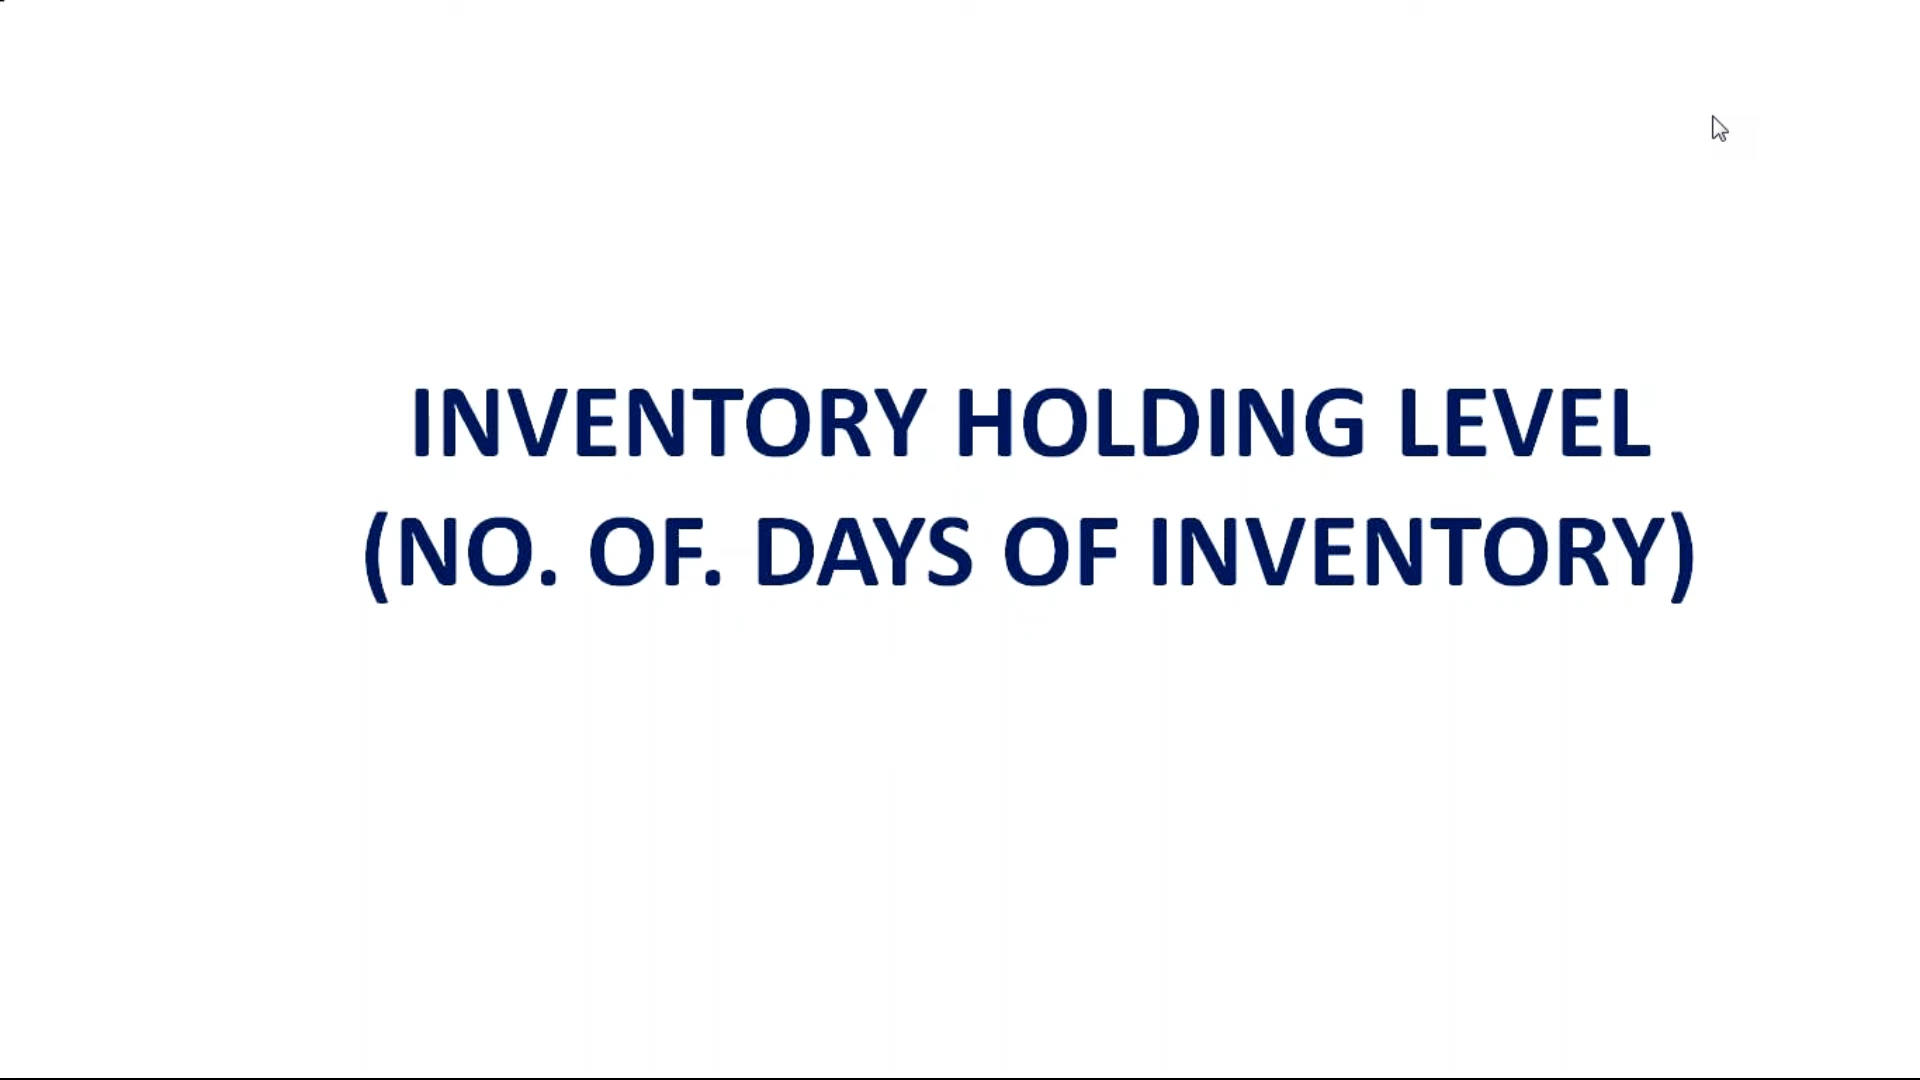 INVENTORY HOLDING LEVEL
(NO. OF. DAYS OF INVENTORY)